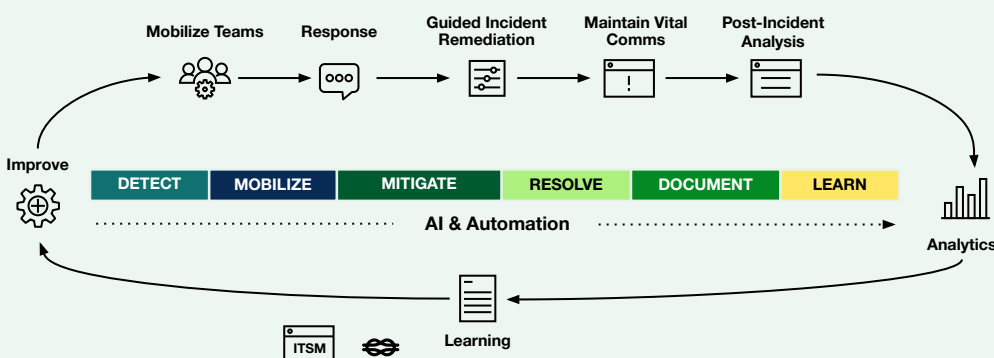 Mobilize Teams
Response
Guided Incident
Remediation
Maintain Vital
Comms
Post-Incident
Analysis
Improve
DETECT
MOBILIZE
MITIGATE
RESOLVE
DOCUMENT
LEARN
AI & Automation
Analytics
Learning
ITSM